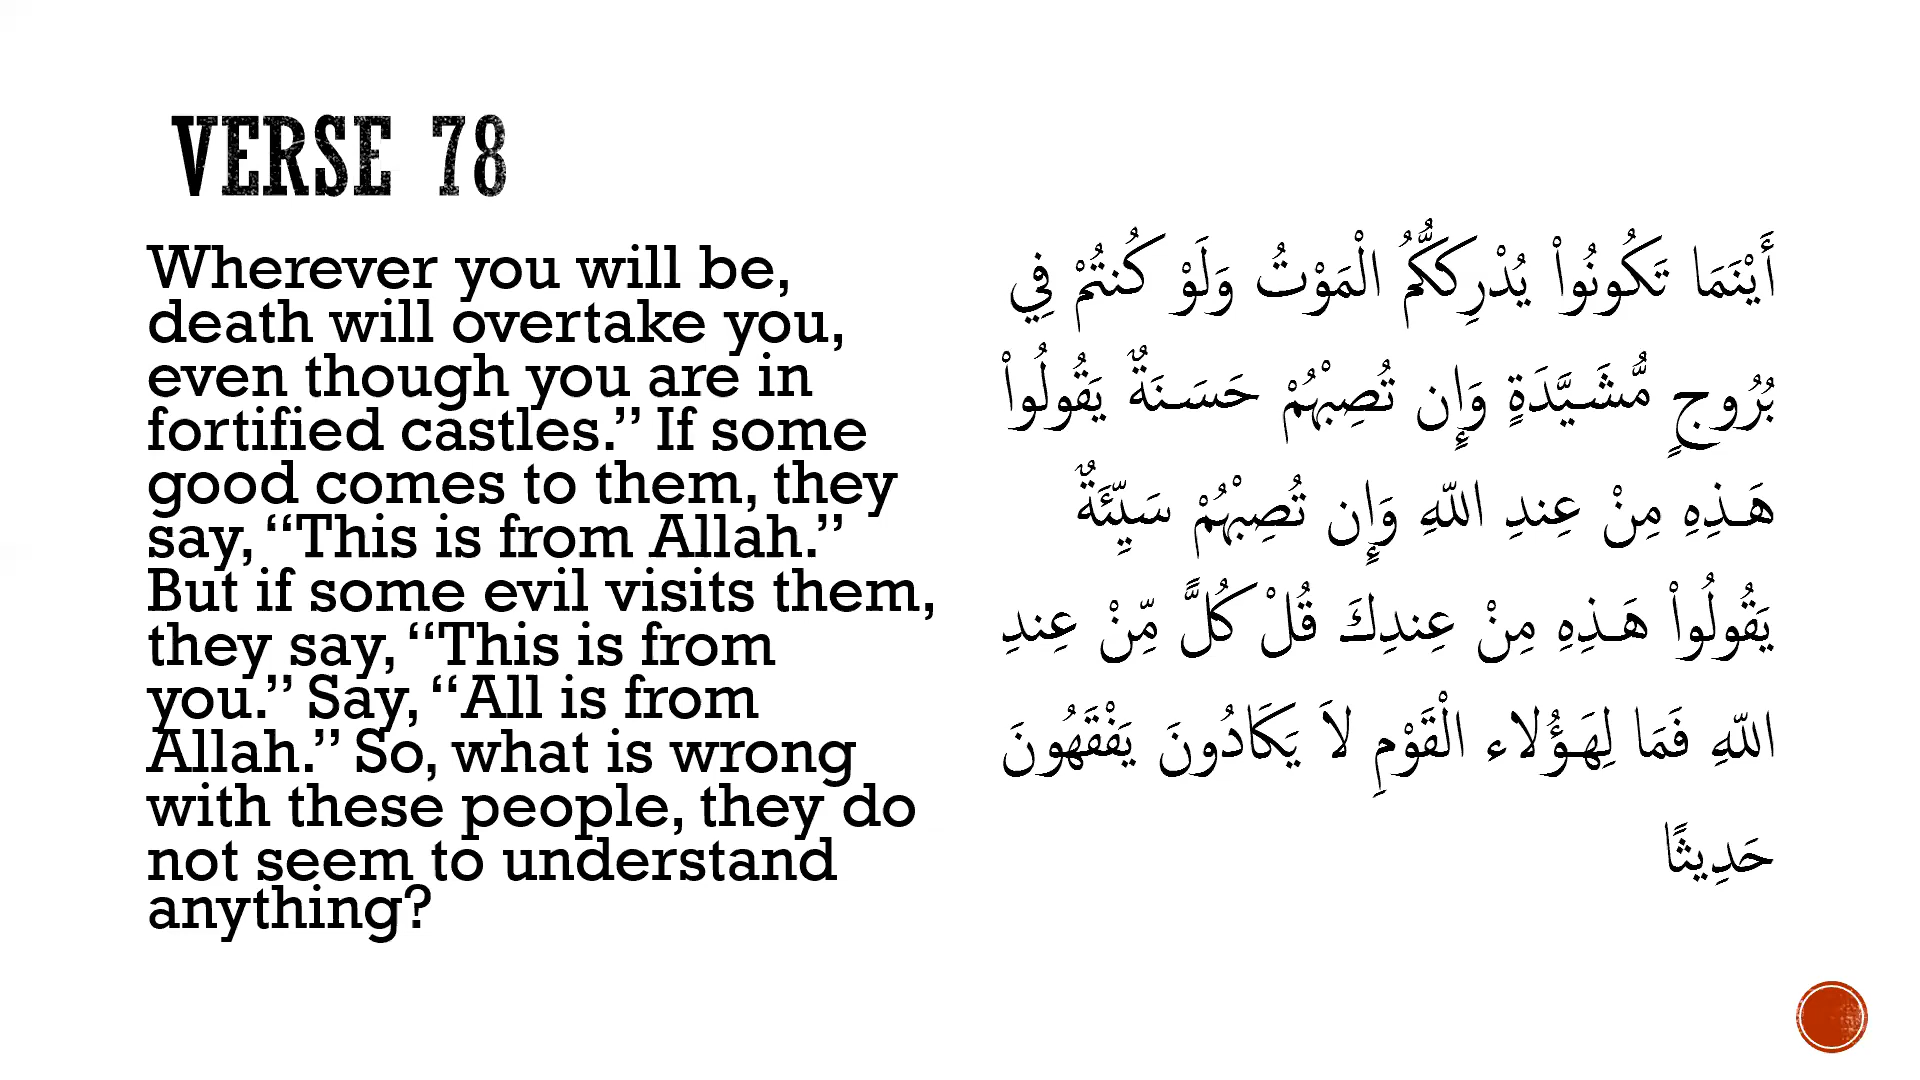 VERSE 78
Wherever you will be,
death will overtake you,
even though you are in
fortified castles.” If some
good comes to them, they
say, “This is from Allah.”
But if some evil visits them,
they say, “This is from
you.” Say, “All is from
Allah.” So, what is wrong
with these people, they do
not seem to understand
anything?
أَيْنَمَا تَكُونُواْ يُدْرِككُّمُ الْمَوْتُ وَلَوْ كُنتُمْ فِي
بُرُوجٍ مُّشَـيَّدَةٍ وَإِن تُصِبْهُمْ حَسَـنَةٌ يَقُولُواْ
هَـذِهِ مِنْ عِندِ اللّهِ وَإِن تُصِبْهُمْ سَيِّئَةٌ
يَقُولُواْ هَـذِهِ مِنْ عِندِكَ قُلْ كُلًّ مِّنْ عِندِ
اللّهِ فَمَا لِهَـؤُلاء الْقَوْمِ لاَ يَكَادُونَ يَفْقَهُونَ
حَدِيثًا